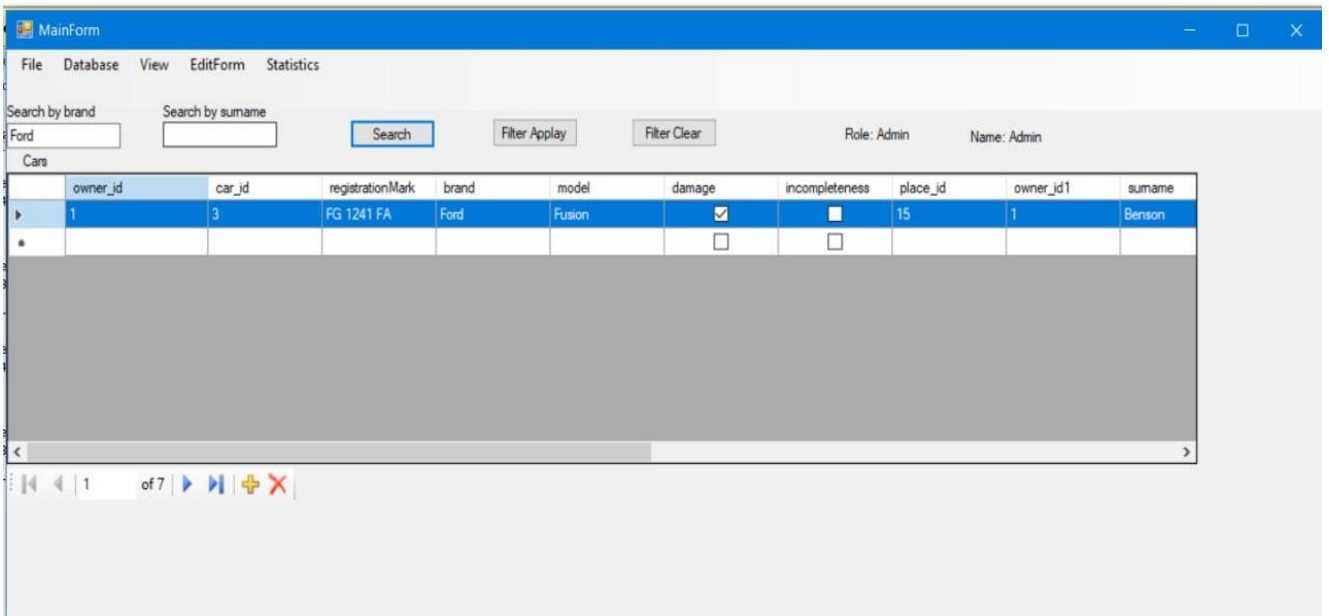 MainForm
File Database View EditForm Statistics
Search by brand Search by surname
Ford Search Filter Applay Filter Clear Role: Admin Name: Admin
Cars
owner_id car_id registrationMark brand model damage incompleteness place_id owner_id1 surname
1 3 FG 1241 FA Ford Fusion 15 1 Benson
1 of 7